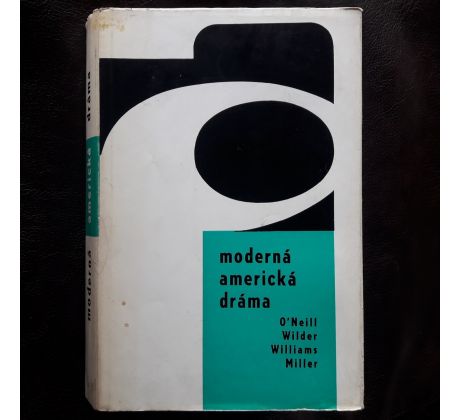 moderná americká dráma
moderná
americká
dráma
O'Neill
Wilder
Williams
Miller